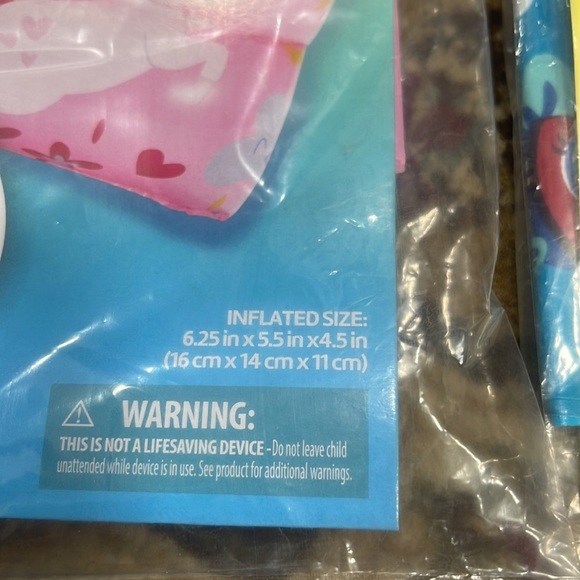 INFLATED SIZE:
6.25 in x 5.5 in x4.5 in
(16 cm x 14 cm x 11 cm)
WARNING:
THIS IS NOT A LIFESAVING DEVICE - Do not leave child
unattended while device is in use. See product for additional warnings.